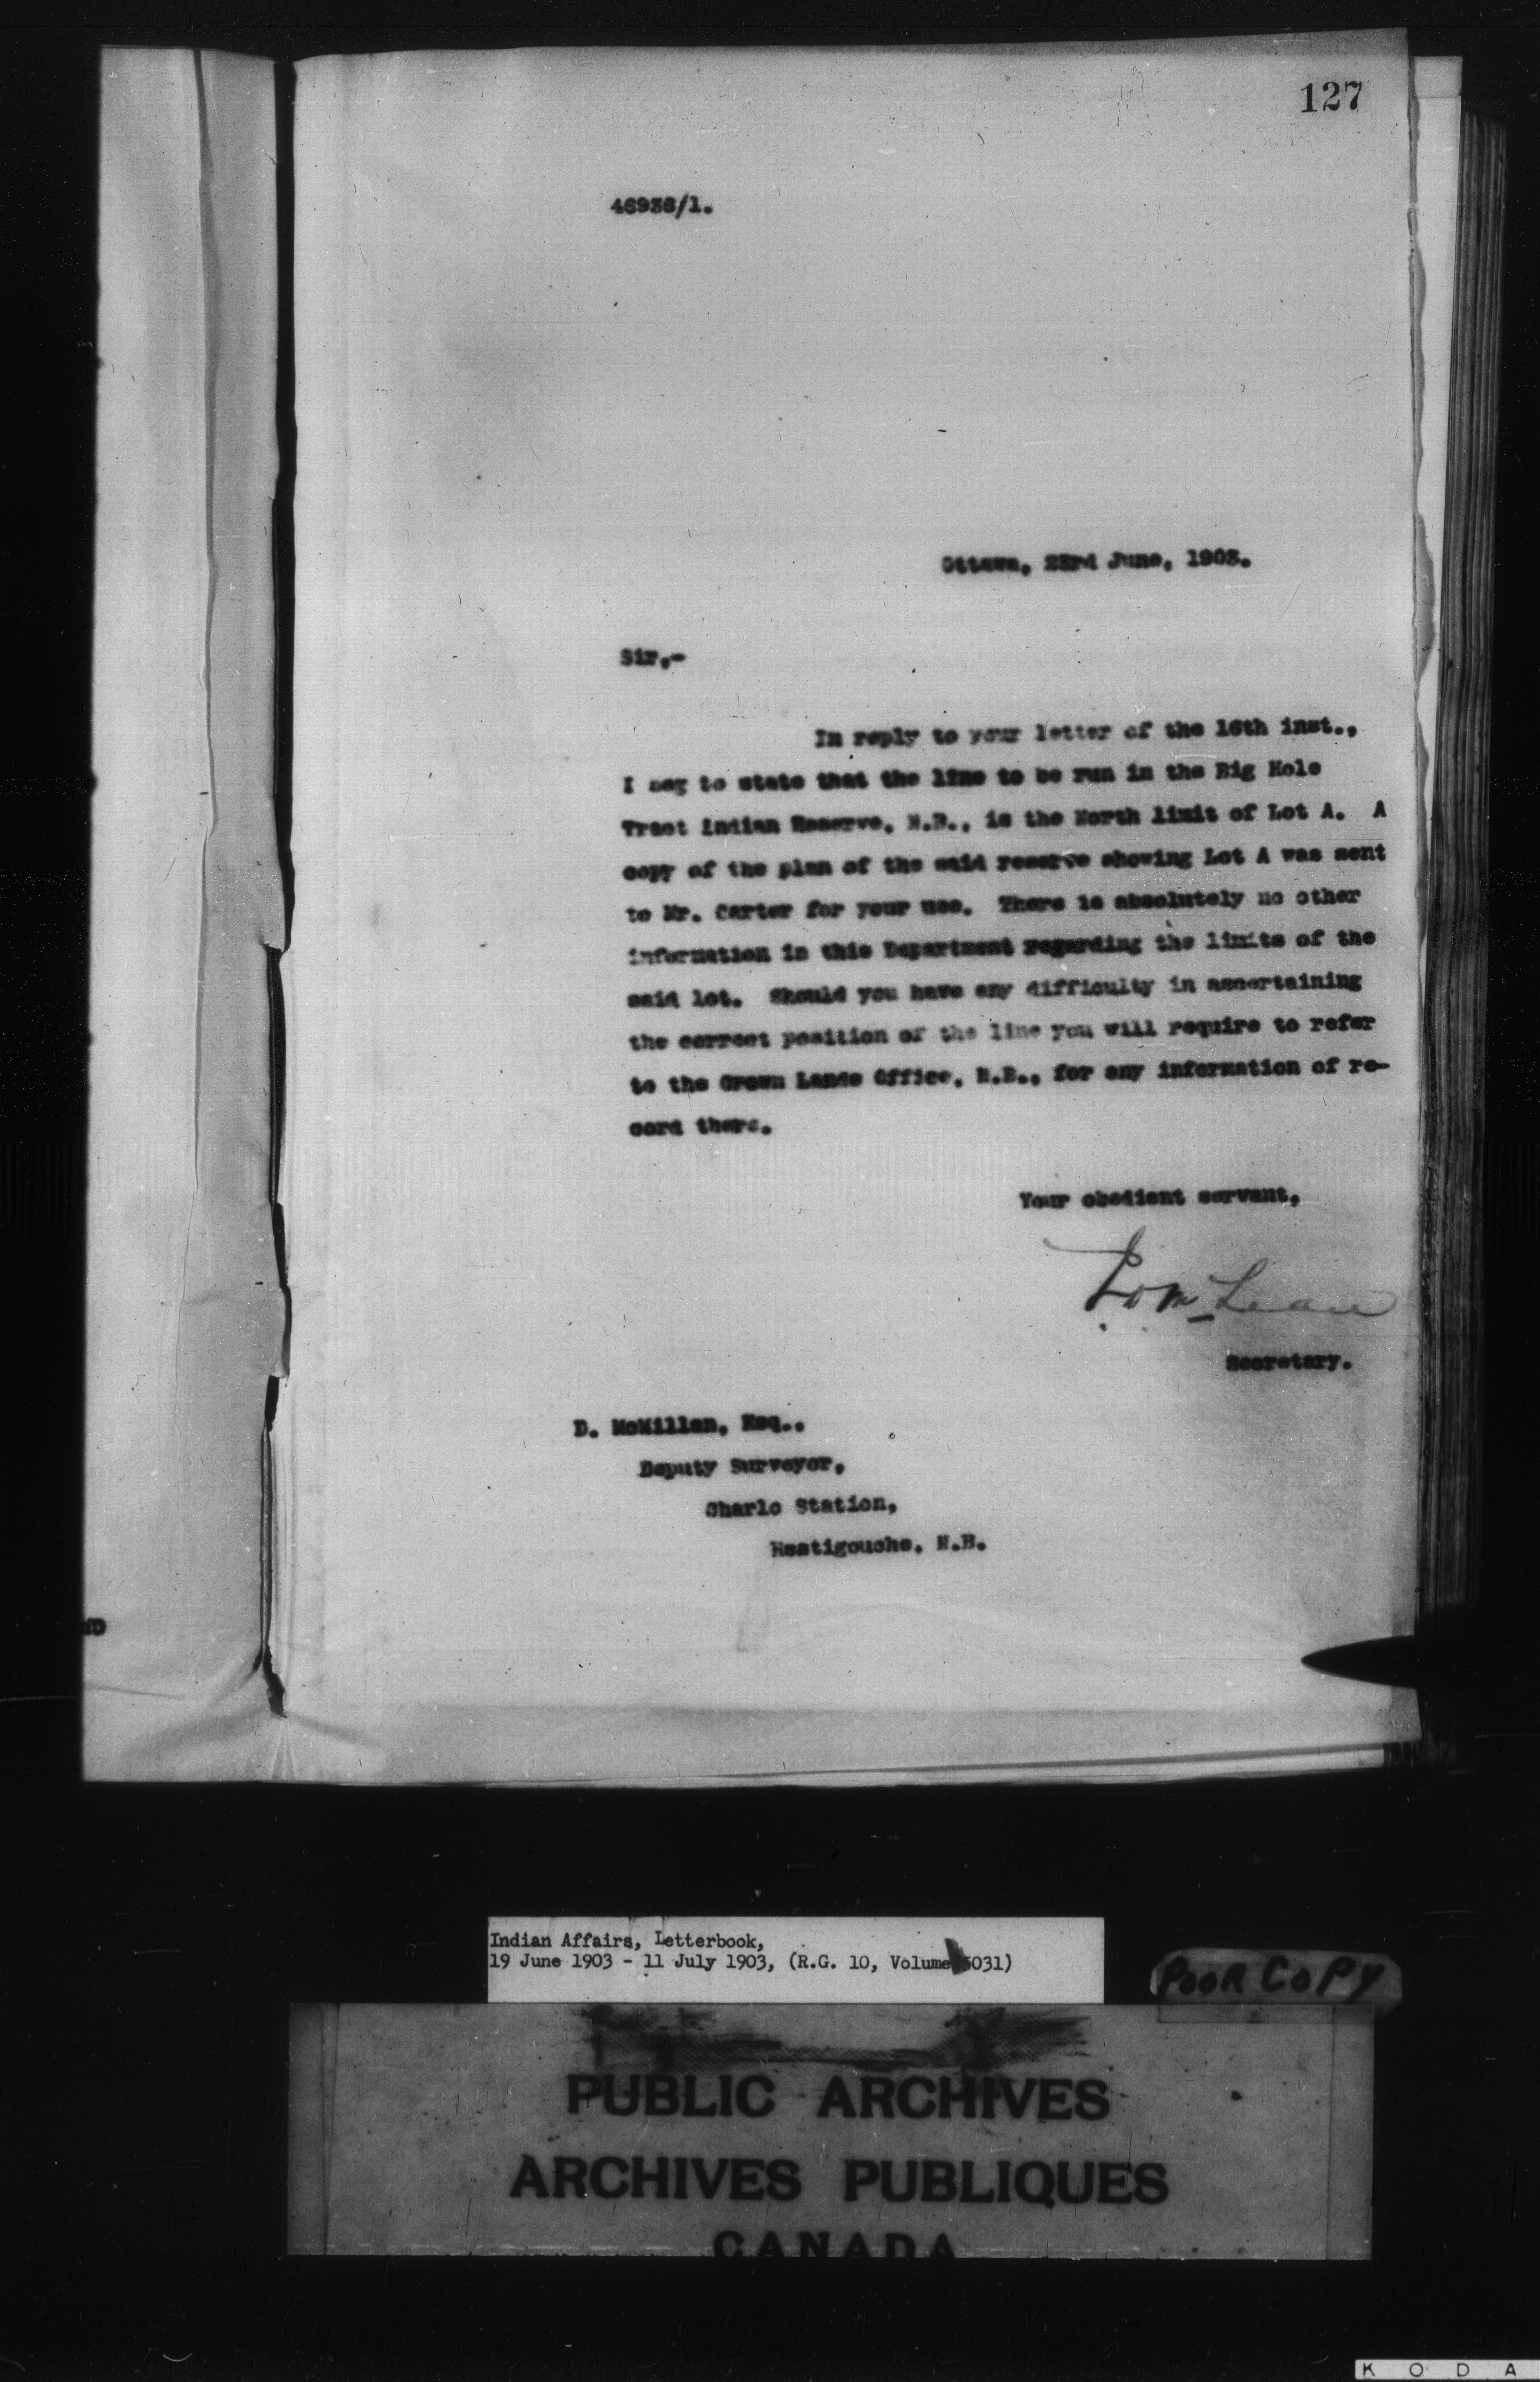 127
46936/1.
Ottawa, 23rd June, 1903.
Sir,-
In reply to your letter of the 16th inst.,
I beg to state that the line to be run in the Big Hole
Tract Indian Reserve, N.B., is the North limit of Lot A. A
copy of the plan of the said reserve showing Lot A was sent
to Mr. Carter for your use. There is absolutely no other
information in this Department regarding the limits of the
said lot. Should you have any difficulty in ascertaining
the correct position of the line you will require to refer
to the Crown Lands Office, N.B., for any information of re-
cord there.
Your obedient servant,
Lean
Secretary.
D. McMillan, Esq..
Deputy Surveyor,
Charlo Station,
Restigouche, N.B.
Indian Affairs, Letterbook,
19 June 1903 - 11 July 1903, (R.G. 10, Volume 5031)
POOR COPY
PUBLIC ARCHIVES
ARCHIVES PUBLIQUES
CANADA
K O D A